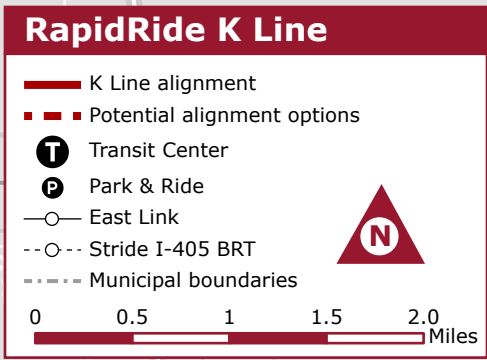 RapidRide K Line
K Line alignment
Potential alignment options
T Transit Center
P Park & Ride
East Link
Stride I-405 BRT
N
Municipal boundaries
0 0.5 1 1.5 2.0
Miles